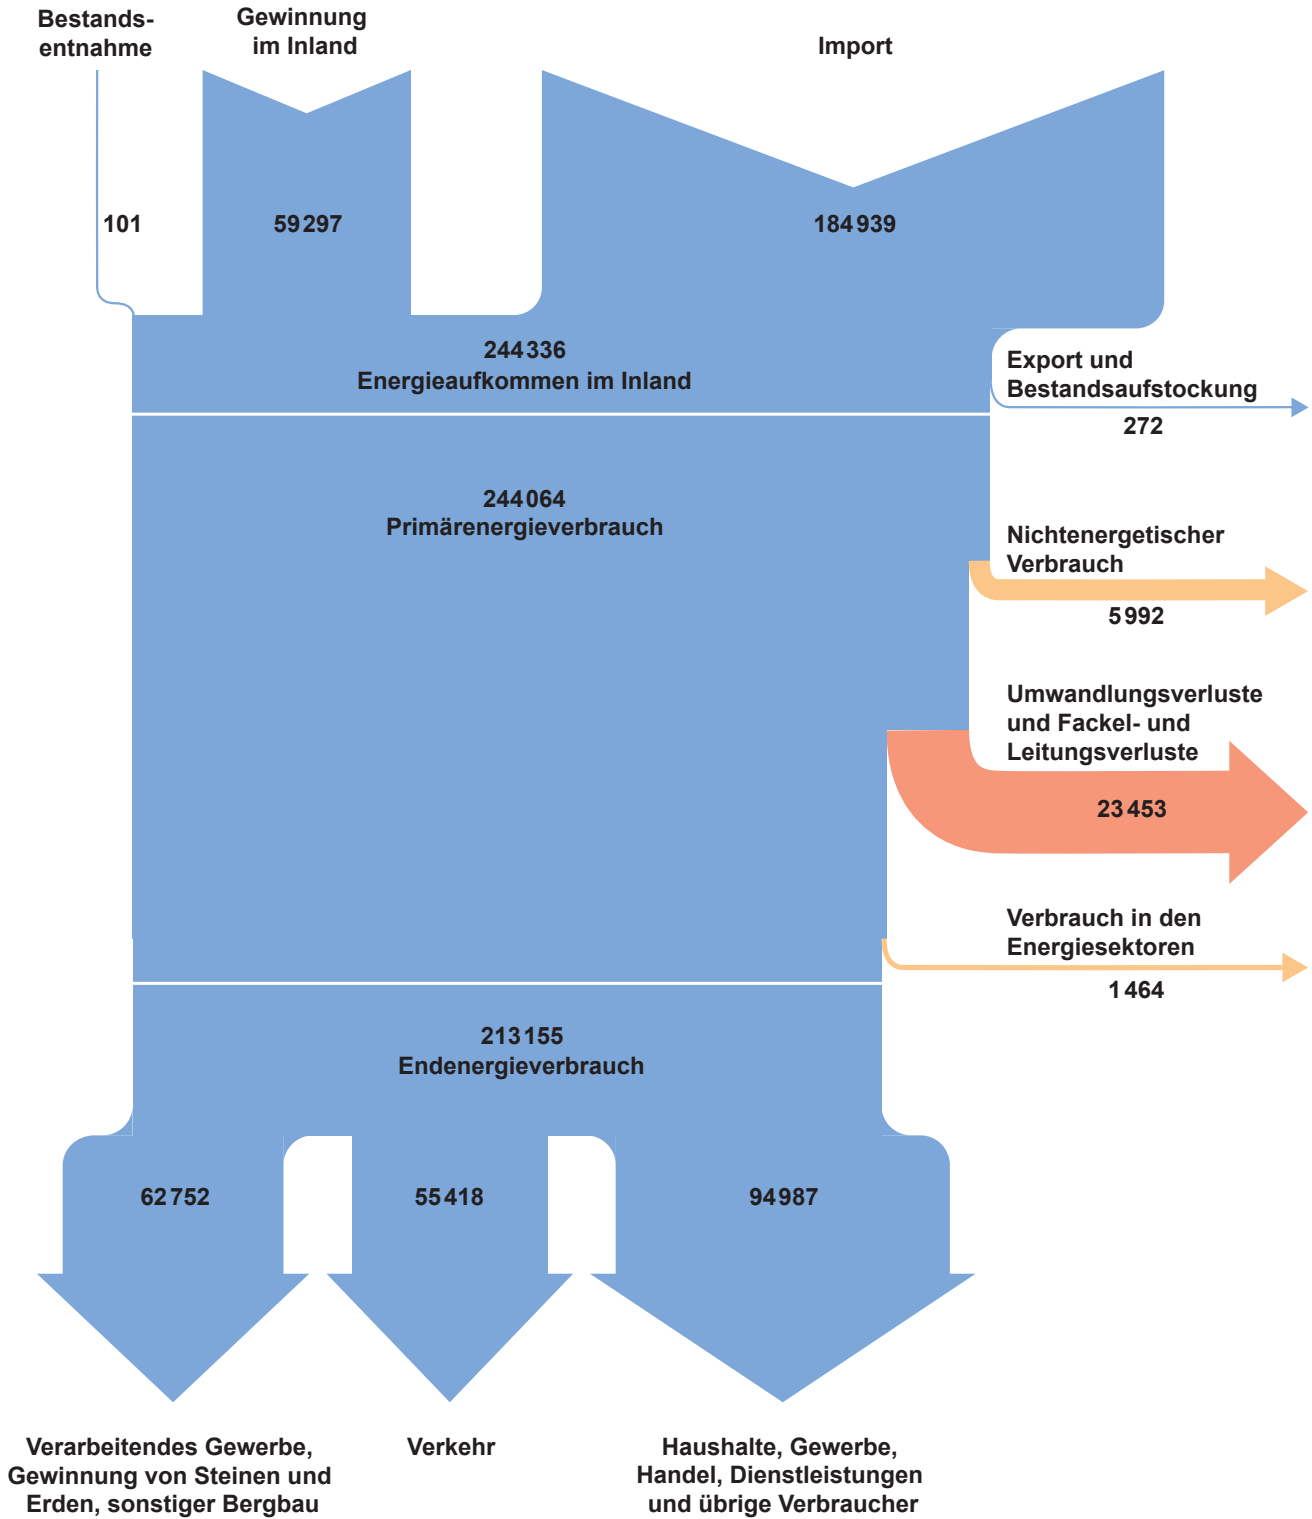 Bestands-
entnahme
Gewinnung
im Inland
Import
101
59 297
184 939
244 336
Energieaufkommen im Inland
Export und
Bestandsaufstockung
272
244 064
Primärenergieverbrauch
Nichtenergetischer
Verbrauch
5 992
Umwandlungsverluste
und Fackel- und
Leitungsverluste
23 453
Verbrauch in den
Energiesektoren
1 464
213 155
Endenergieverbrauch
62 752
55 418
94 987
Verarbeitendes Gewerbe,
Gewinnung von Steinen und
Erden, sonstiger Bergbau
Verkehr
Haushalte, Gewerbe,
Handel, Dienstleistungen
und übrige Verbraucher